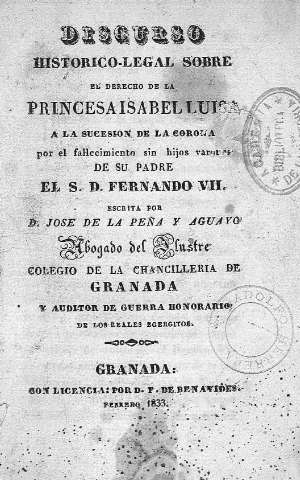 DISCURSO
HISTORICO-LEGAL SOBRE
EL DERECHO DE LA
PRINCESA ISABEL LUISA
A LA SUCESION DE LA CORONA
por el fallecimiento sin hijos varones
DE SU PADRE
EL S. D. FERNANDO VII.
ESCRITA POR
D. JOSE DE LA PEÑA Y AGUAYO
Abogado del Ilustre
COLEGIO DE LA CHANCILLERIA DE
GRANADA
Y AUDITOR DE GUERRA HONORARIO
DE LOS REALES EGERCITOS.
GRANADA:
CON LICENCIA: POR D. F. DE BENAVIDES.
FEBRERO 1833.
BIBLIOTECA